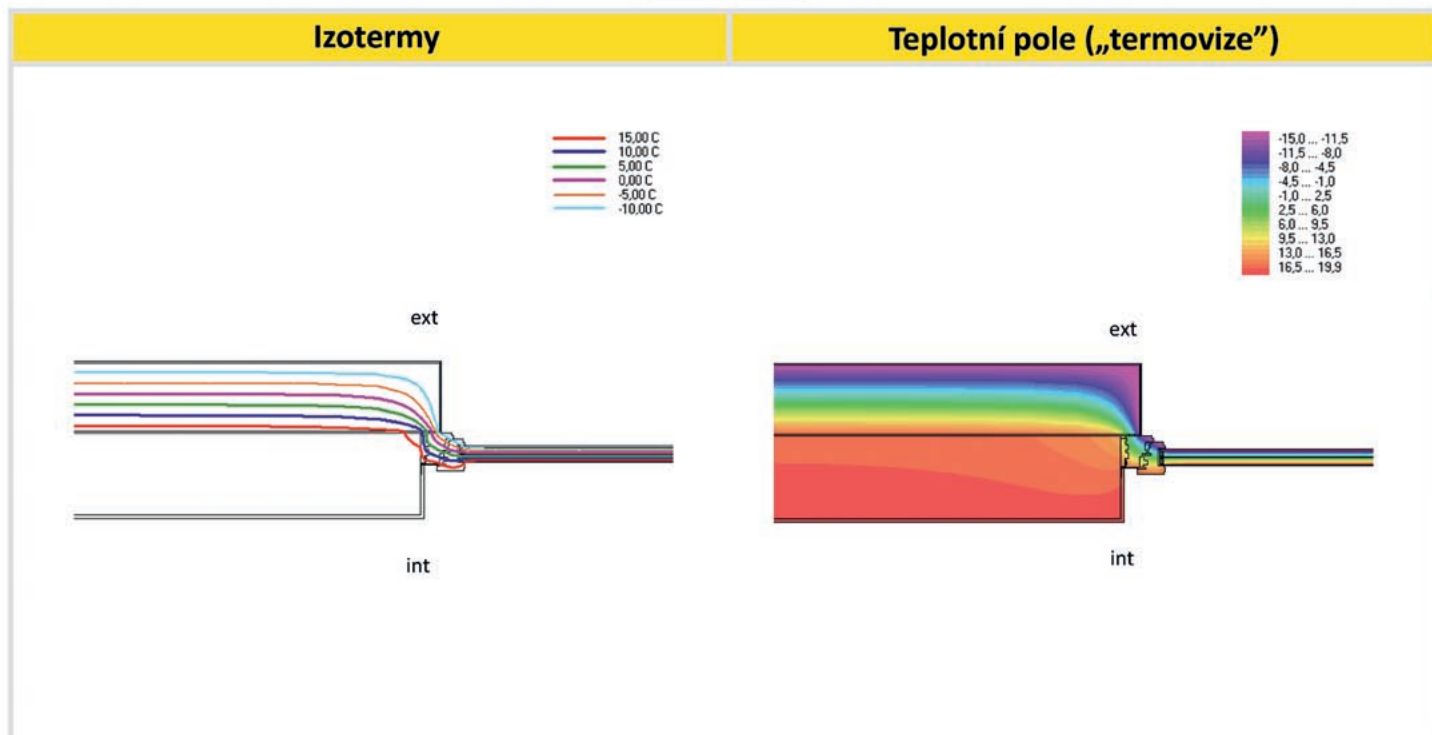 Izotermy
Teplotní pole („termovize”)
15,00 C
10,00 C
5,00 C
0,00 C
-5,00 C
-10,00 C
ext
int
-15,0 ... -11,5
-11,5 ... -8,0
-8,0 ... -4,5
-4,5 ... -1,0
-1,0 ... 2,5
2,5 ... 6,0
6,0 ... 9,5
9,5 ... 13,0
13,0 ... 16,5
16,5 ... 19,9
ext
int